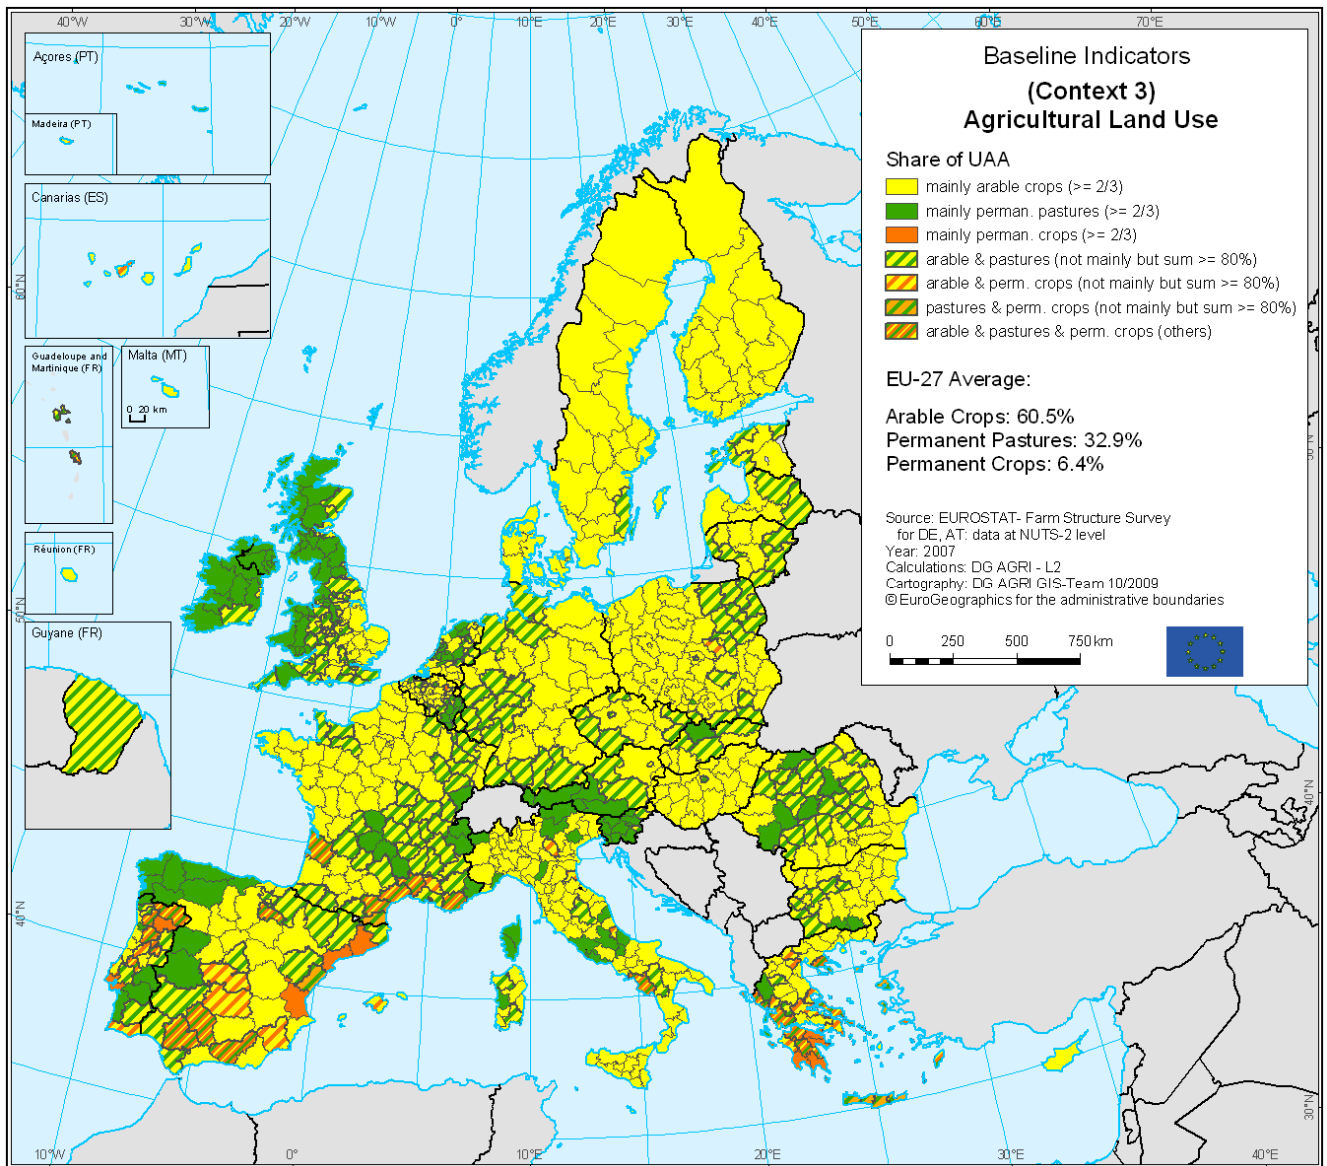 40°W 30°W 20°W 10°W 0° 10°E 20°E 30°E 40°E 50°E 60°E 70°E
Açores (PT)
Madeira (PT)
Canarias (ES)
Guadeloupe and
Martinique (FR)
Malta (MT)
0 20 km
Réunion (FR)
Guyane (FR)
Baseline Indicators
(Context 3)
Agricultural Land Use
Share of UAA
mainly arable crops (>= 2/3)
mainly perman. pastures (>= 2/3)
mainly perman. crops (>= 2/3)
arable & pastures (not mainly but sum >= 80%)
arable & perm. crops (not mainly but sum >= 80%)
pastures & perm. crops (not mainly but sum >= 80%)
arable & pastures & perm. crops (others)
EU-27 Average:
Arable Crops: 60.5%
Permanent Pastures: 32.9%
Permanent Crops: 6.4%
Source: EUROSTAT- Farm Structure Survey
for DE, AT: data at NUTS-2 level
Year: 2007
Calculations: DG AGRI - L2
Cartography: DG AGRI GIS-Team 10/2009
© EuroGeographics for the administrative boundaries
0 250 500 750 km
60°N
50°N
40°N
50°N
40°N
30°N
10°W 0° 10°E 20°E 30°E 40°E